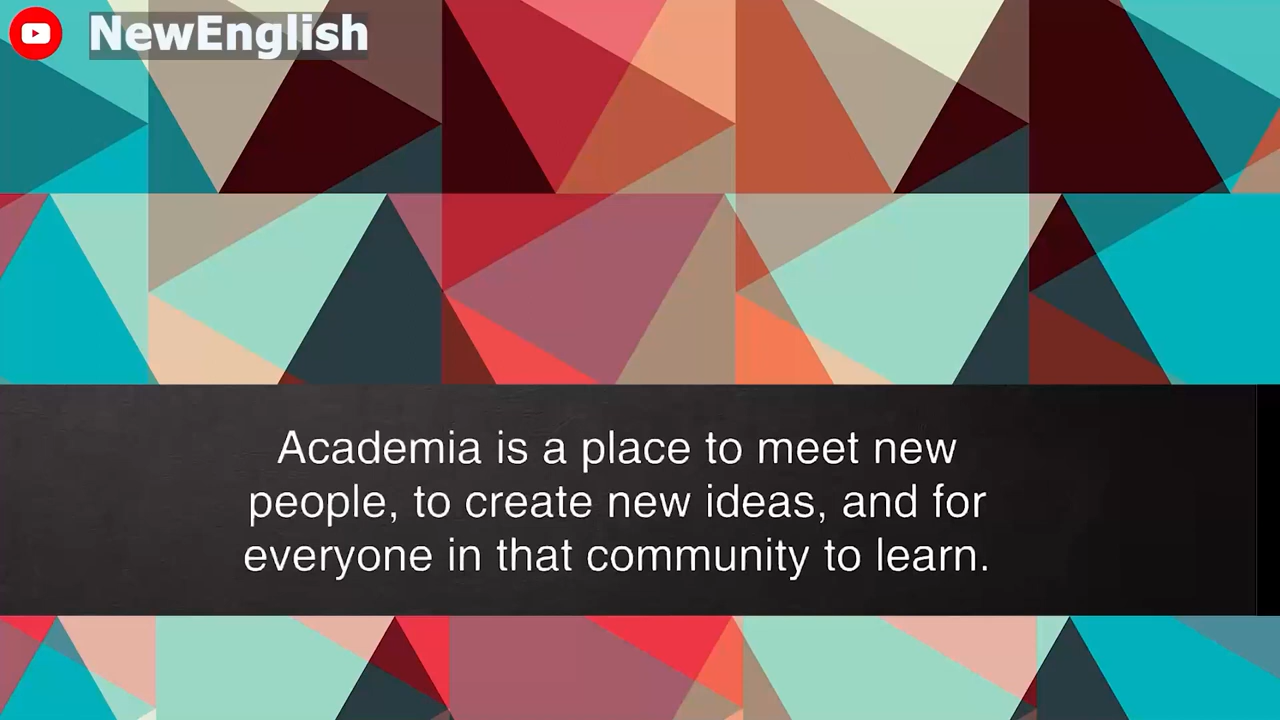 NewEnglish
Academia is a place to meet new
people, to create new ideas, and for
everyone in that community to learn.